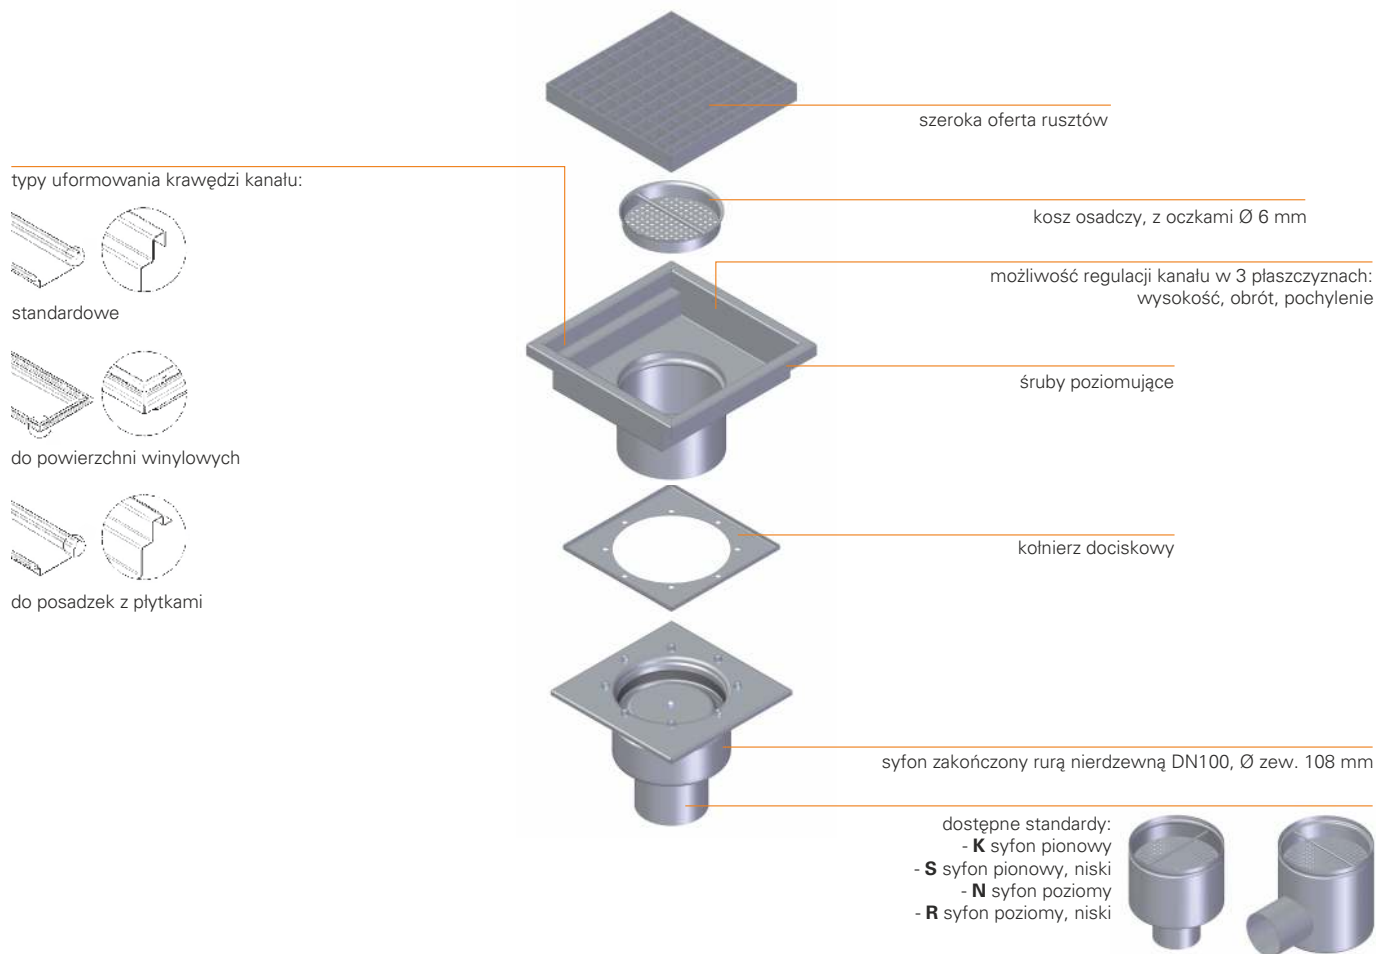 szeroka oferta rusztów
typy uformowania krawędzi kanału:
kosz osadczy, z oczkami Ø 6 mm
możliwość regulacji kanału w 3 płaszczyznach:
wysokość, obrót, pochylenie
standardowe
śruby poziomujące
do powierzchni winylowych
kołnierz dociskowy
do posadzek z płytkami
syfon zakończony rurą nierdzewną DN100, Ø zew. 108 mm
dostępne standardy:
- K syfon pionowy
- S syfon pionowy, niski
- N syfon poziomy
- R syfon poziomy, niski